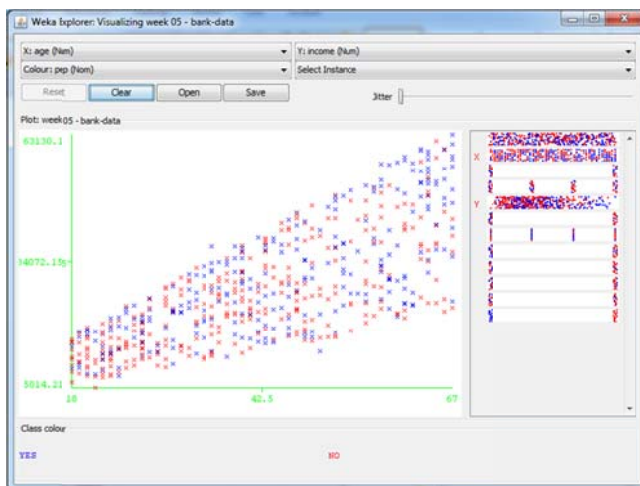 Weka Explorer: Visualizing week 05 - bank-data
X: age (Num)
Y: income (Num)
Colour: pep (Nom)
Select Instance
Reset
Clear
Open
Save
Jitter
Plot: week05 - bank-data
63130.1
34072.155
5014.21
18
42.5
67
X
Y
Class colour
YES
NO